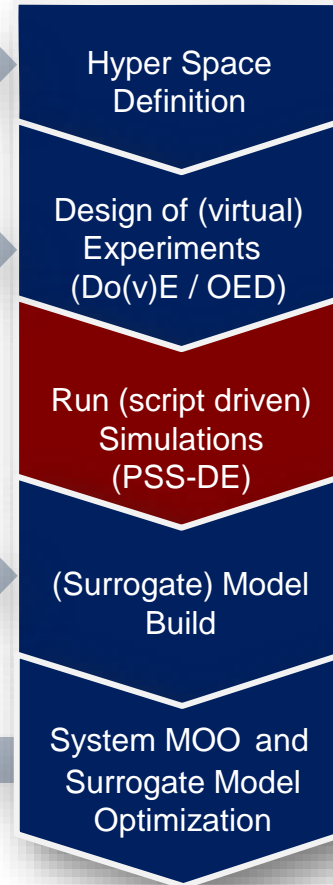 Hyper Space
Definition
Design of (virtual)
Experiments
(Do(v)E / OED)
Run (script driven)
Simulations
(PSS-DE)
(Surrogate) Model
Build
System MOO and
Surrogate Model
Optimization